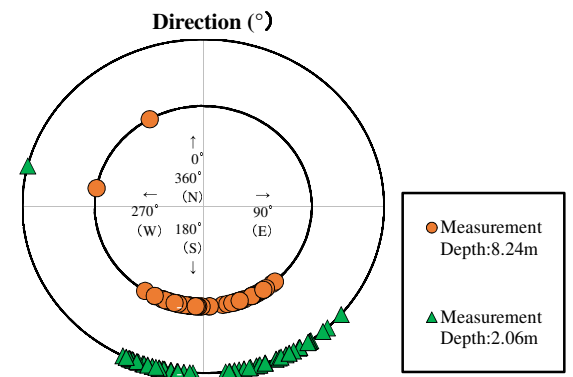 Direction (°)
↑
0°
360°
(N)
←
→
270°
90°
(W)
180°
(E)
(S)
↓
Measurement
Depth:8.24m
Measurement
Depth:2.06m